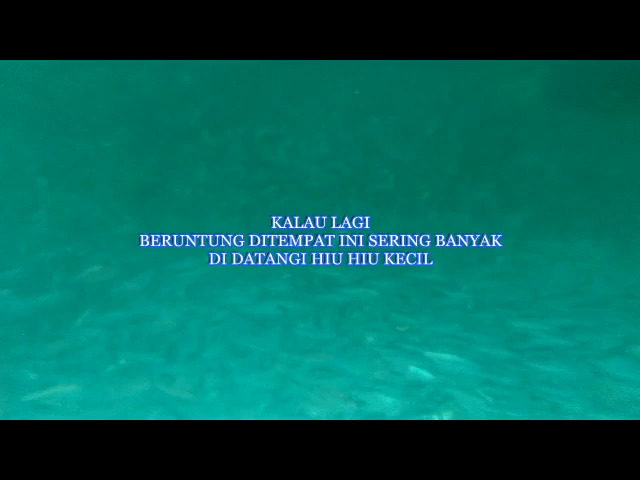 KALAU LAGI
BERUNTUNG DITEMPAT INI SERING BANYAK
DI DATANGI HIU HIU KECIL